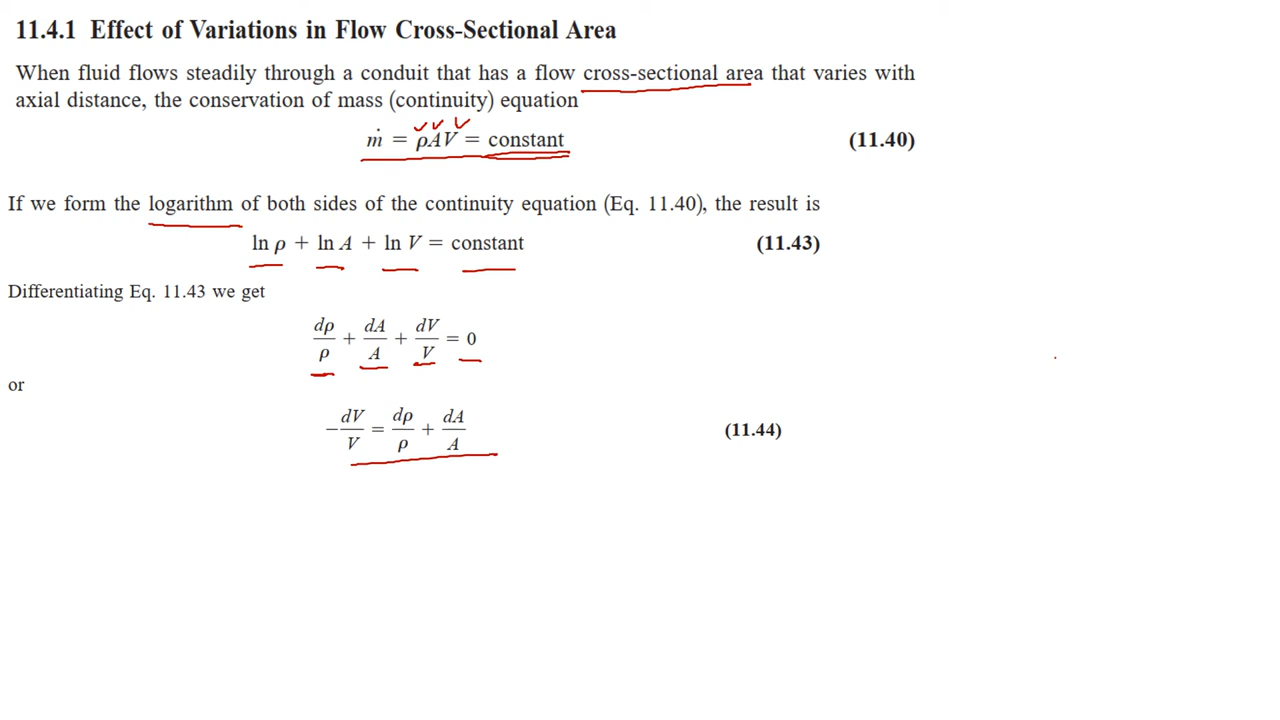 11.4.1 Effect of Variations in Flow Cross-Sectional Area
When fluid flows steadily through a conduit that has a flow cross-sectional area that varies with
axial distance, the conservation of mass (continuity) equation
ṁ = ρAV = constant (11.40)
If we form the logarithm of both sides of the continuity equation (Eq. 11.40), the result is
ln ρ + ln A + ln V = constant (11.43)
Differentiating Eq. 11.43 we get
dρ/ρ + dA/A + dV/V = 0
or
−dV/V = dρ/ρ + dA/A (11.44)